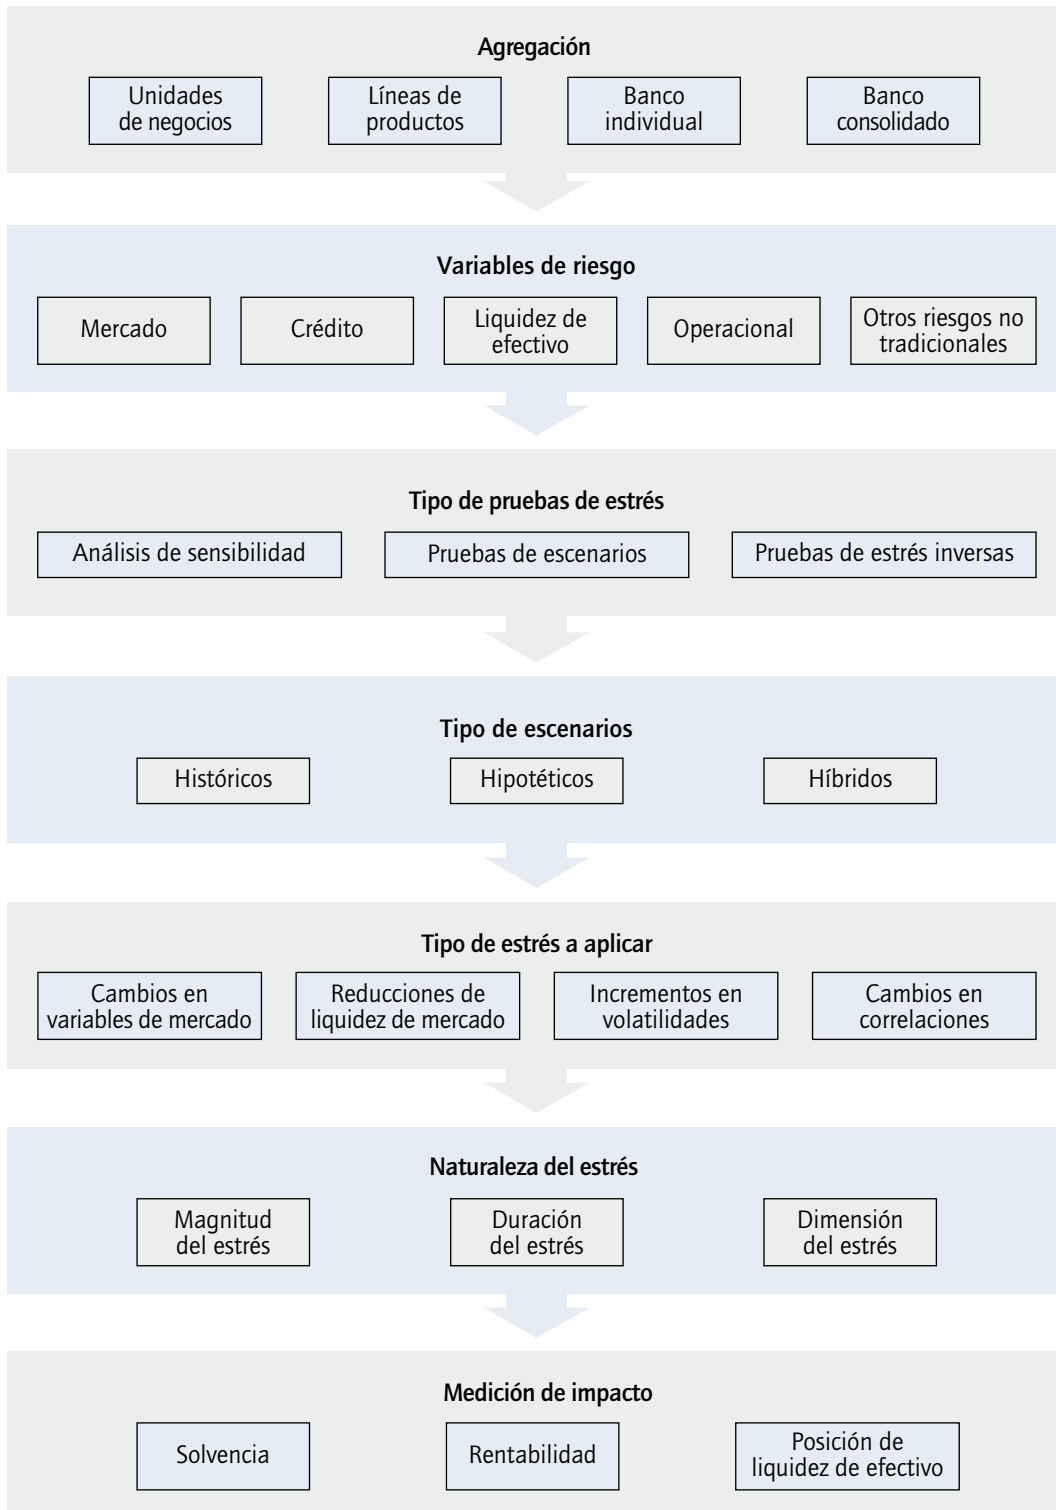 Agregación
Unidades
de negocios
Líneas de
productos
Banco
individual
Banco
consolidado
Variables de riesgo
Mercado
Crédito
Liquidez de
efectivo
Operacional
Otros riesgos no
tradicionales
Tipo de pruebas de estrés
Análisis de sensibilidad
Pruebas de escenarios
Pruebas de estrés inversas
Tipo de escenarios
Históricos
Hipotéticos
Híbridos
Tipo de estrés a aplicar
Cambios en
variables de mercado
Reducciones de
liquidez de mercado
Incrementos en
volatilidades
Cambios en
correlaciones
Naturaleza del estrés
Magnitud
del estrés
Duración
del estrés
Dimensión
del estrés
Medición de impacto
Solvencia
Rentabilidad
Posición de
liquidez de efectivo